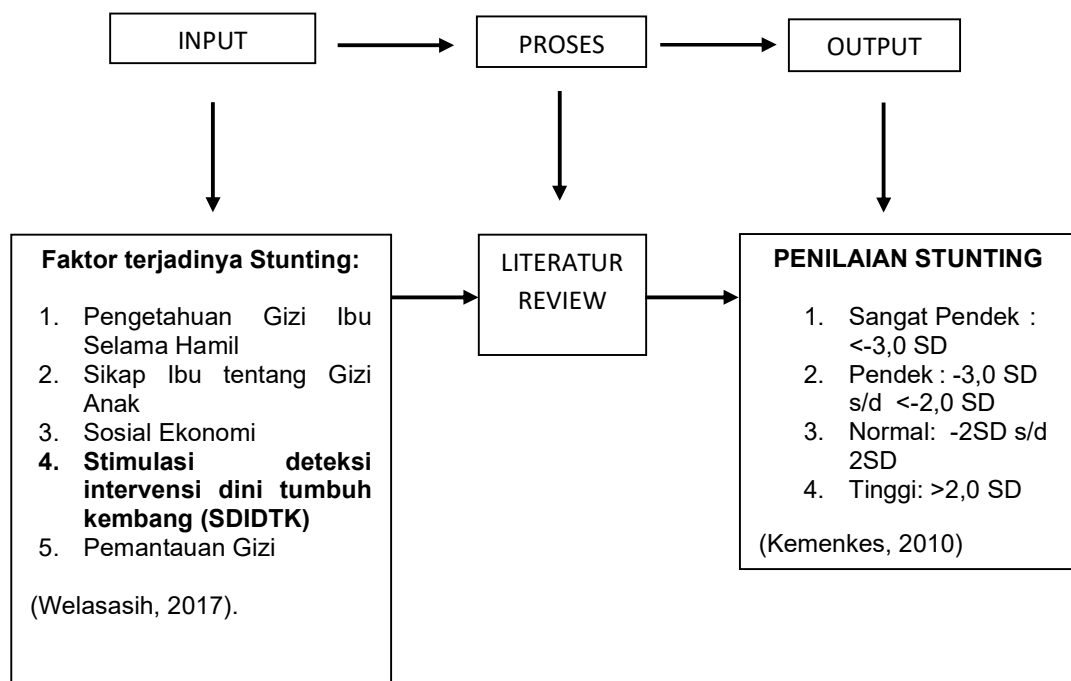 INPUT
PROSES
OUTPUT
Faktor terjadinya Stunting:
1. Pengetahuan Gizi Ibu
Selama Hamil
2. Sikap Ibu tentang Gizi
Anak
3. Sosial Ekonomi
4. Stimulasi deteksi
intervensi dini tumbuh
kembang (SDIDTK)
5. Pemantauan Gizi
(Welasasih, 2017).
LITERATUR
REVIEW
PENILAIAN STUNTING
1. Sangat Pendek :
<-3,0 SD
2. Pendek : -3,0 SD
s/d <-2,0 SD
3. Normal: -2SD s/d
2SD
4. Tinggi: >2,0 SD
(Kemenkes, 2010)